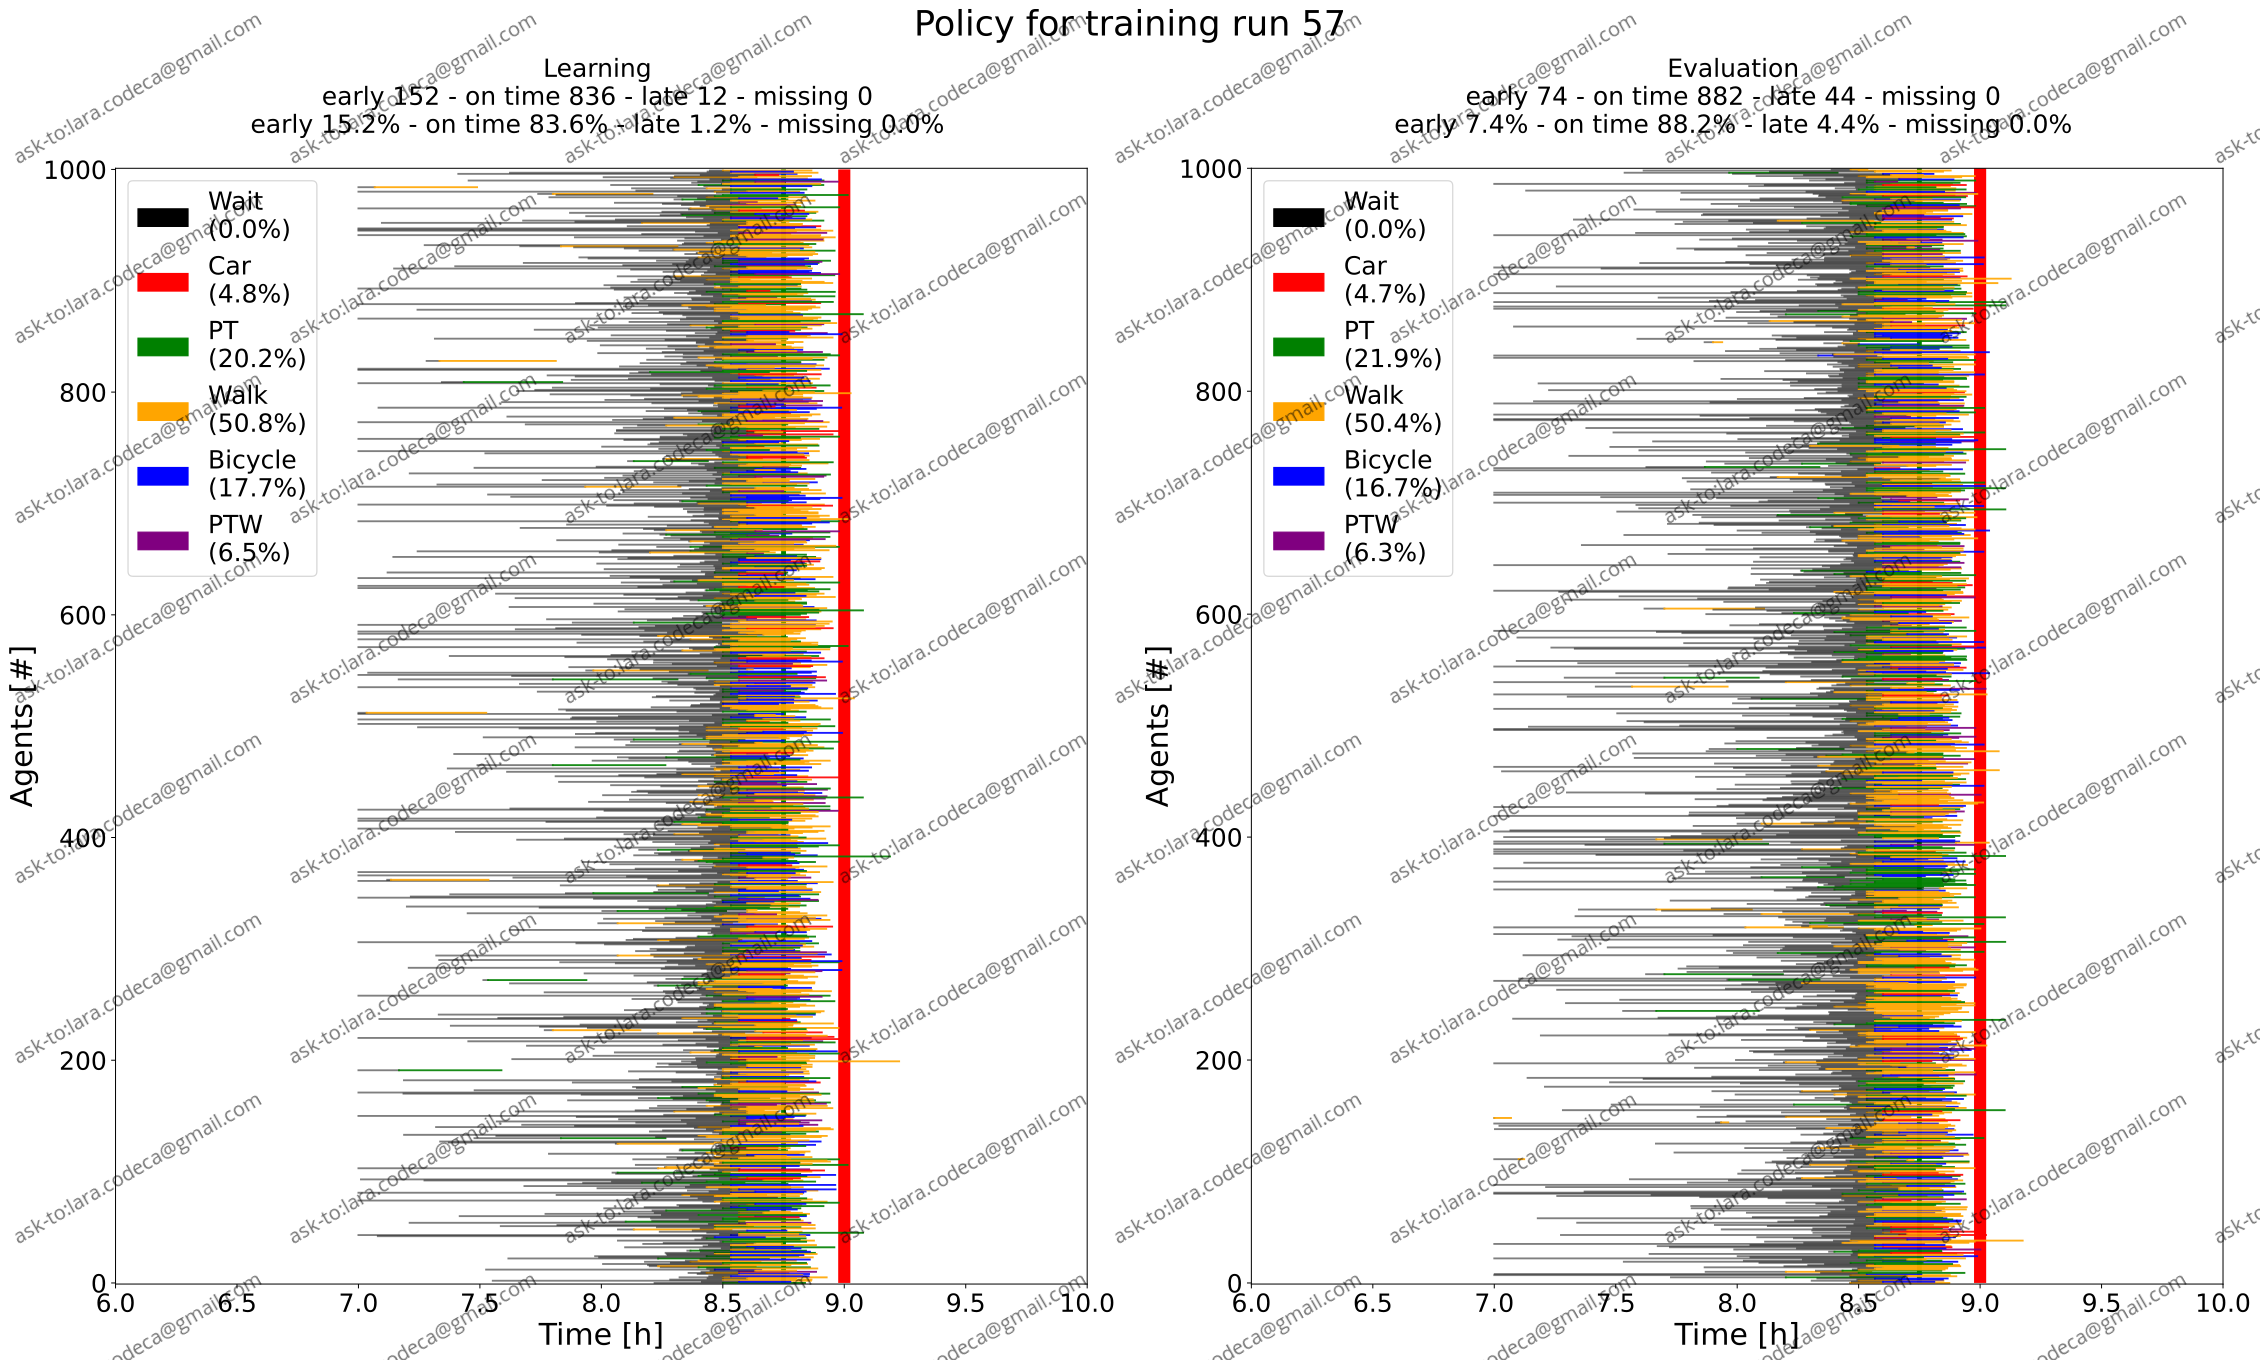 Policy for training run 57
Learning
early 152 - on time 836 - late 12 - missing 0
early 15.2% - on time 83.6% - late 1.2% - missing 0.0%
Wait
(0.0%)
Car
(4.8%)
PT
(20.2%)
Walk
(50.8%)
Bicycle
(17.7%)
PTW
(6.5%)
Agents [#]
1000
800
600
400
200
0
6.0 6.5 7.0 7.5 8.0 8.5 9.0 9.5 10.0
Time [h]
Evaluation
early 74 - on time 882 - late 44 - missing 0
early 7.4% - on time 88.2% - late 4.4% - missing 0.0%
Wait
(0.0%)
Car
(4.7%)
PT
(21.9%)
Walk
(50.4%)
Bicycle
(16.7%)
PTW
(6.3%)
Agents [#]
1000
800
600
400
200
0
6.0 6.5 7.0 7.5 8.0 8.5 9.0 9.5 10.0
Time [h]
ask-to:lara.codeca@gmail.com